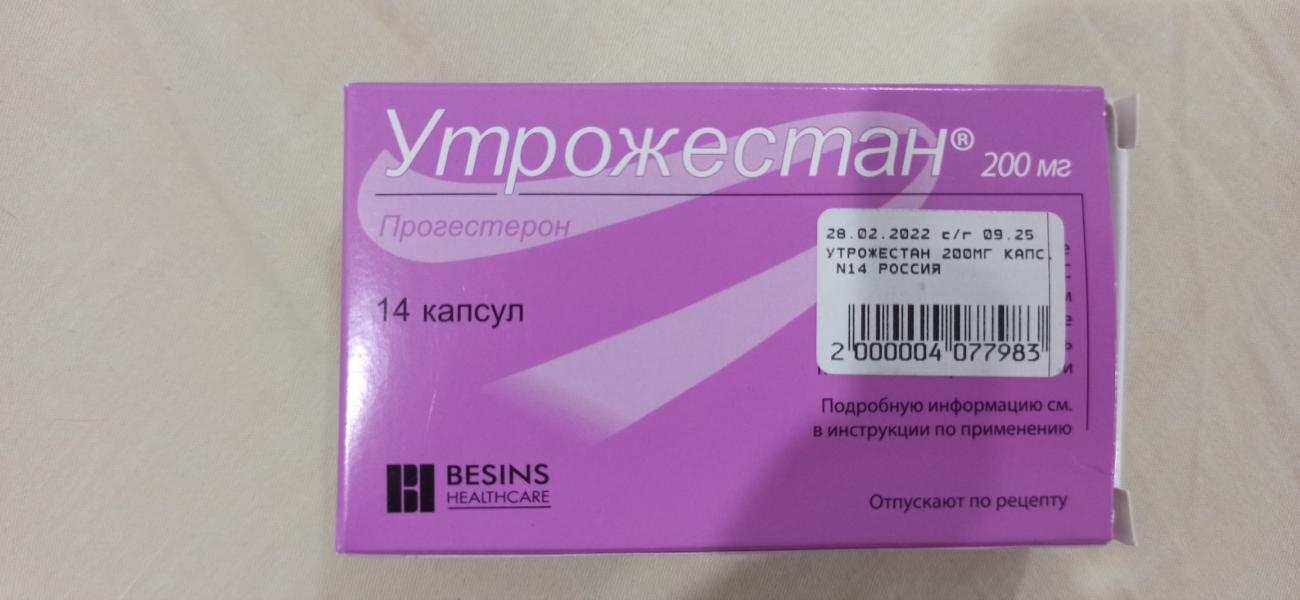 Утрожестан® 200 мг
Прогестерон
14 капсул
28.02.2022 с/г 09.25
УТРОЖЕСТАН 200МГ КАПС.
N14 РОССИЯ
2 000004 077983
Подробную информацию см.
в инструкции по применению
BESINS
HEALTHCARE
Отпускают по рецепту